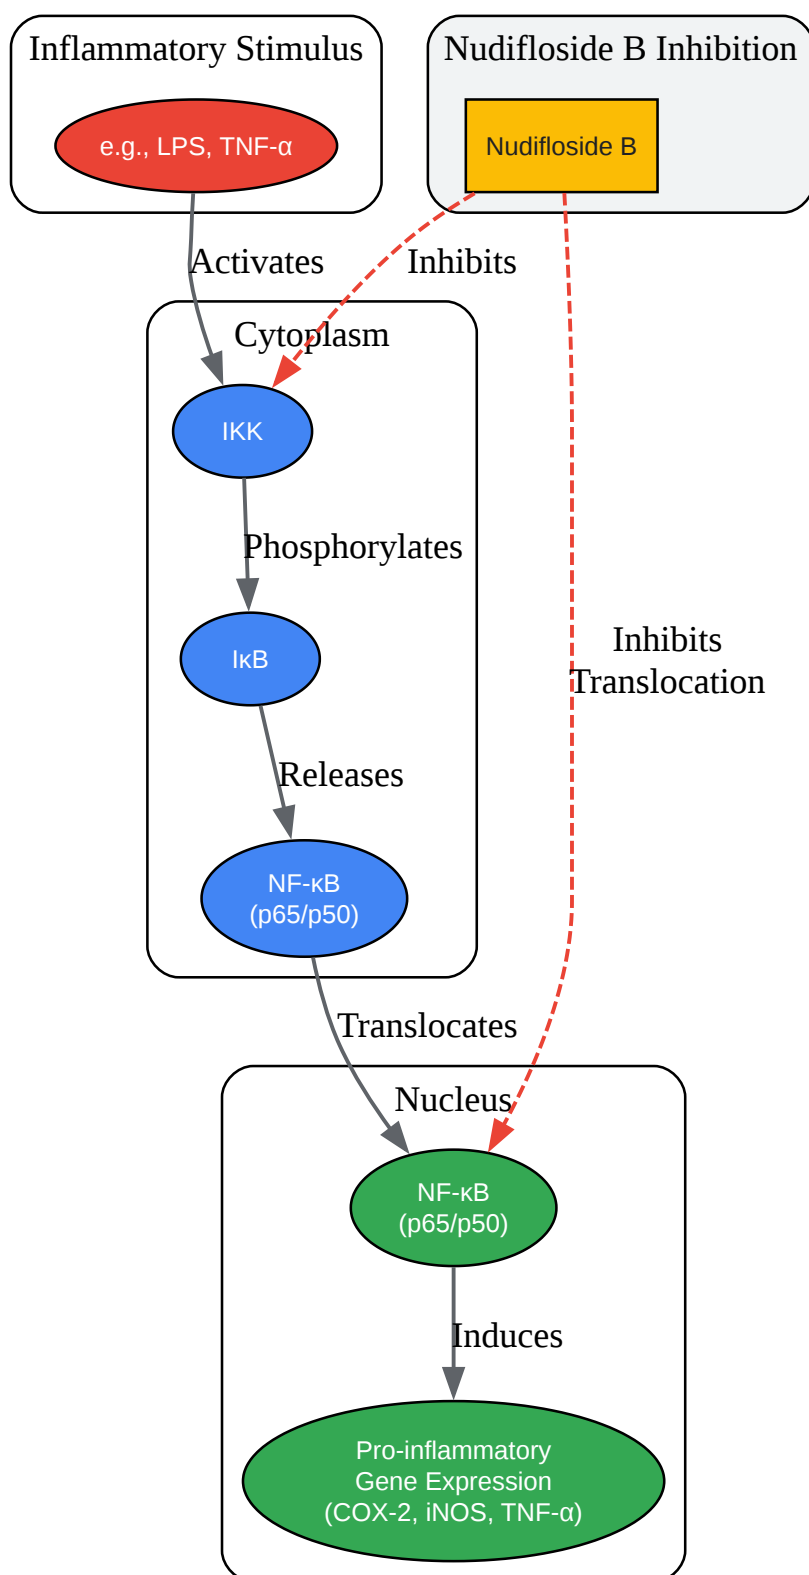 Inflammatory Stimulus
Nudifloside B Inhibition
e.g., LPS, TNF-α
Nudifloside B
Activates
Inhibits
Cytoplasm
IKK
Phosphorylates
IκB
Inhibits
Translocation
Releases
NF-κB
(p65/p50)
Translocates
Nucleus
NF-κB
(p65/p50)
Induces
Pro-inflammatory
Gene Expression
(COX-2, iNOS, TNF-α)